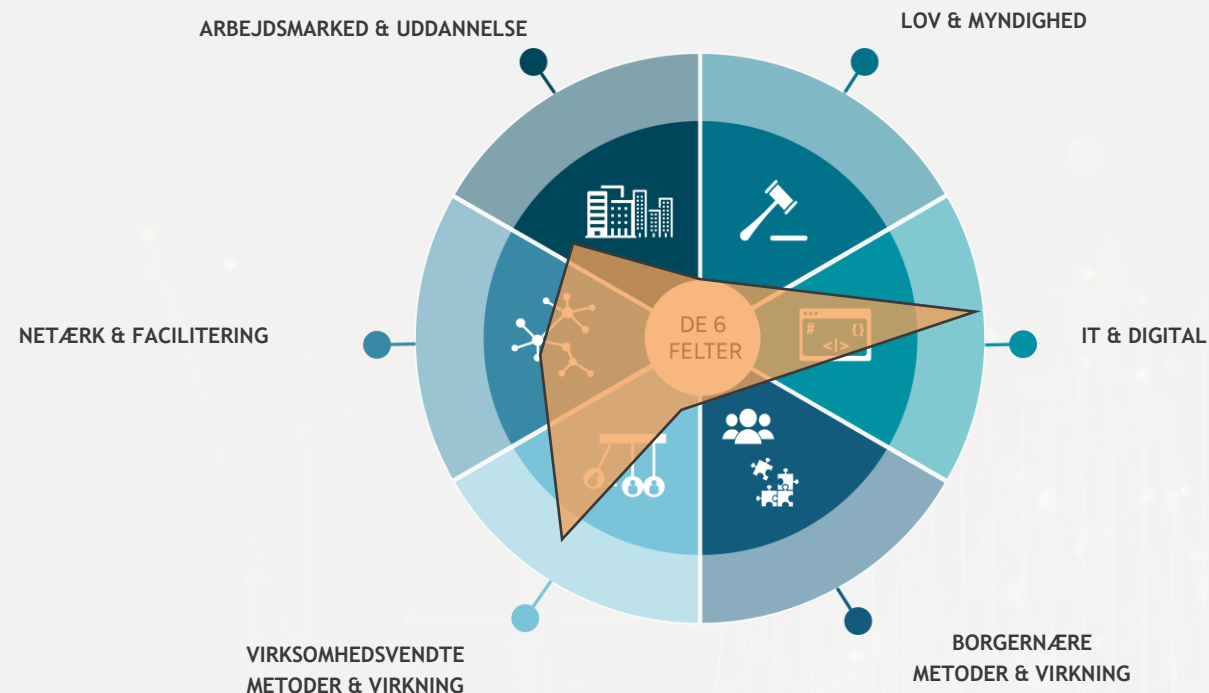 ARBEJDSMARKED & UDDANNELSE
LOV & MYNDIGHED
NETÆRK & FACILITERING
DE 6
FELTER
# {}
<|>
IT & DIGITAL
VIRKSOMHEDSVENDTE
METODER & VIRKNING
BORGERNÆRE
METODER & VIRKNING